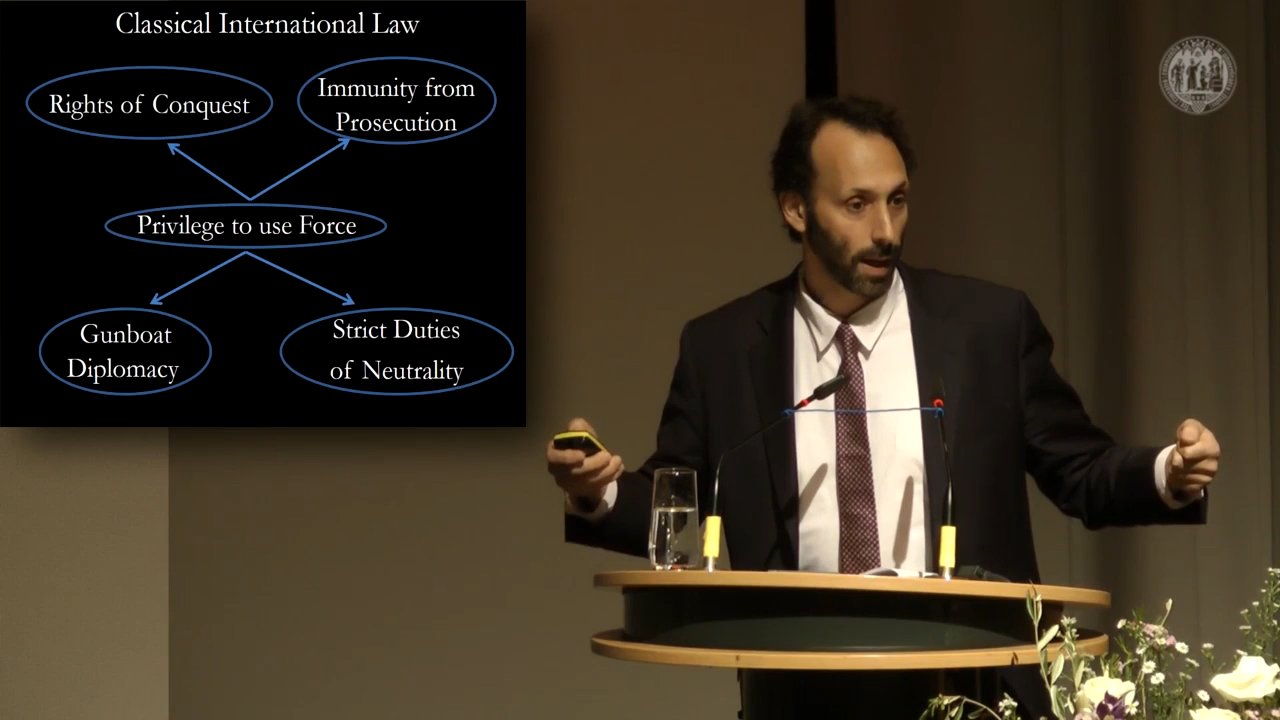 Classical International Law
Rights of Conquest
Immunity from
Prosecution
Privilege to use Force
Gunboat
Diplomacy
Strict Duties
of Neutrality